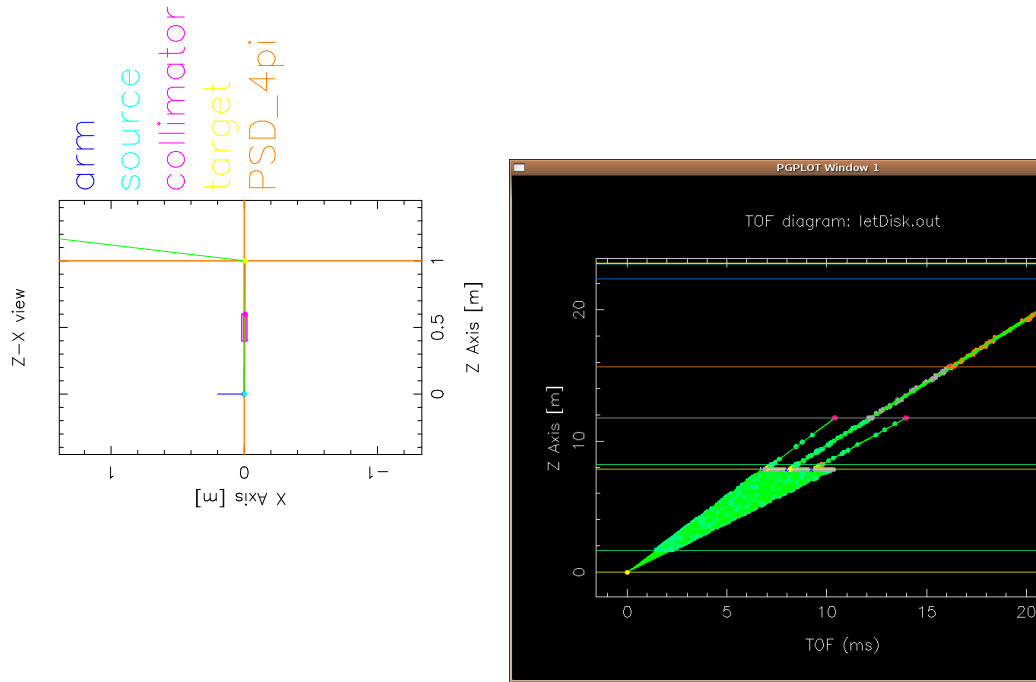 arm
source
collimator
target
PSD_4pi
Z-X view
1
0.5
0
Z Axis [m]
1
0
-1
X Axis [m]
PGPLOT Window 1
TOF diagram: letDisk.out
20
10
0
Z Axis [m]
0
5
10
15
20
TOF (ms)